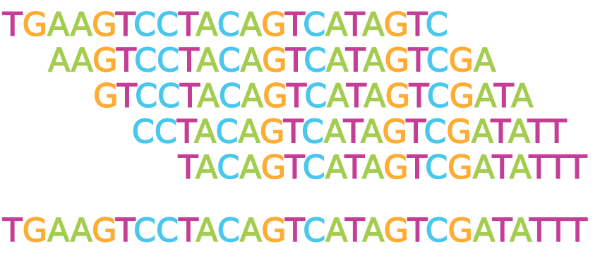 TGAAGTCCTACAGTCATAGTC
AAGTCCTACAGTCATAGTCGA
GTCCTACAGTCATAGTCGATA
CCTACAGTCATAGTCGATATT
TACAGTCATAGTCGATATTT
TGAAGTCCTACAGTCATAGTCGATATTT